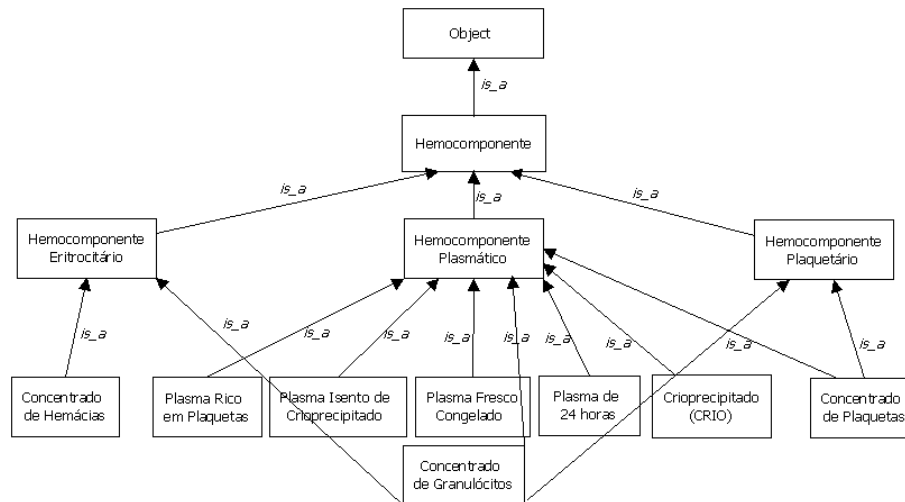 Object
is_a
Hemocomponente
is_a
is_a
is_a
Hemocomponente
Eritrocitário
Hemocomponente
Plasmático
Hemocomponente
Plaquetário
is_a
is_a
is_a
is_a
is_a
is_a
is_a
is_a
is_a
is_a
Concentrado
de Hemácias
Plasma Rico
em Plaquetas
Plasma Isento de
Crioprecipitado
Plasma Fresco
Congelado
Plasma de
24 horas
Crioprecipitado
(CRIO)
Concentrado
de Plaquetas
Concentrado
de Granulócitos